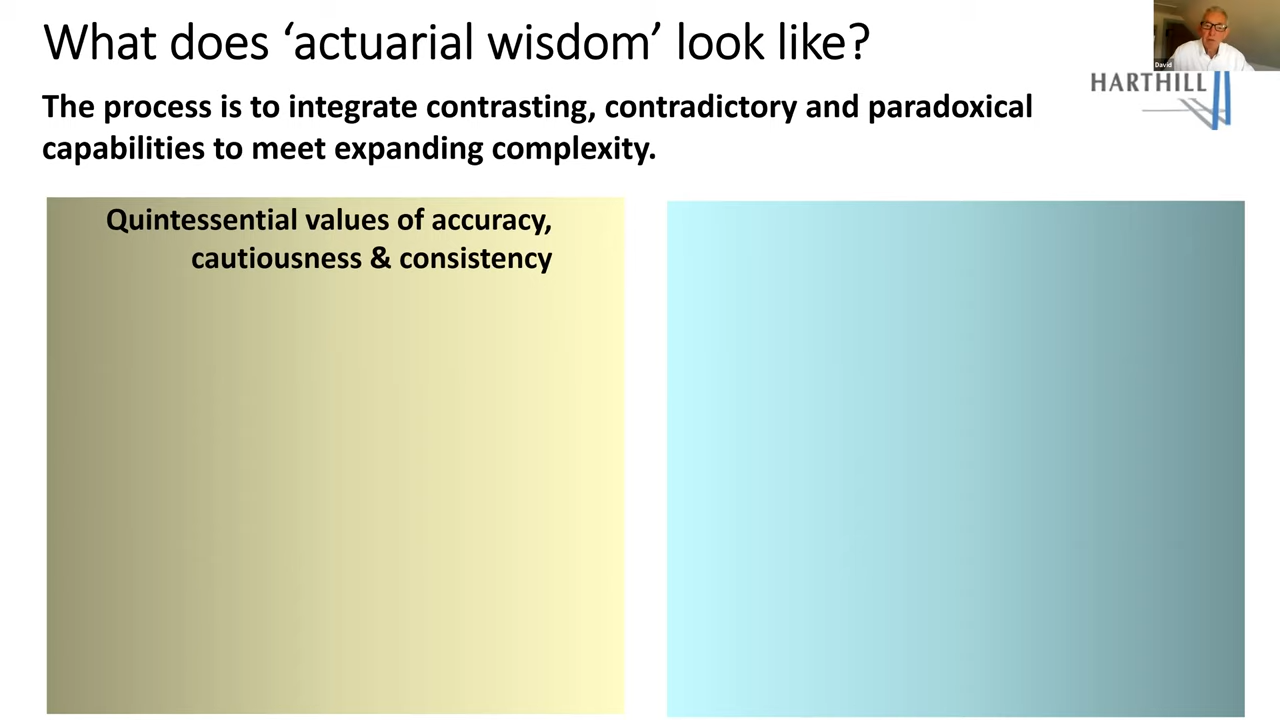 What does ‘actuarial wisdom’ look like?
David
HARTHILL
The process is to integrate contrasting, contradictory and paradoxical
capabilities to meet expanding complexity.
Quintessential values of accuracy,
cautiousness & consistency